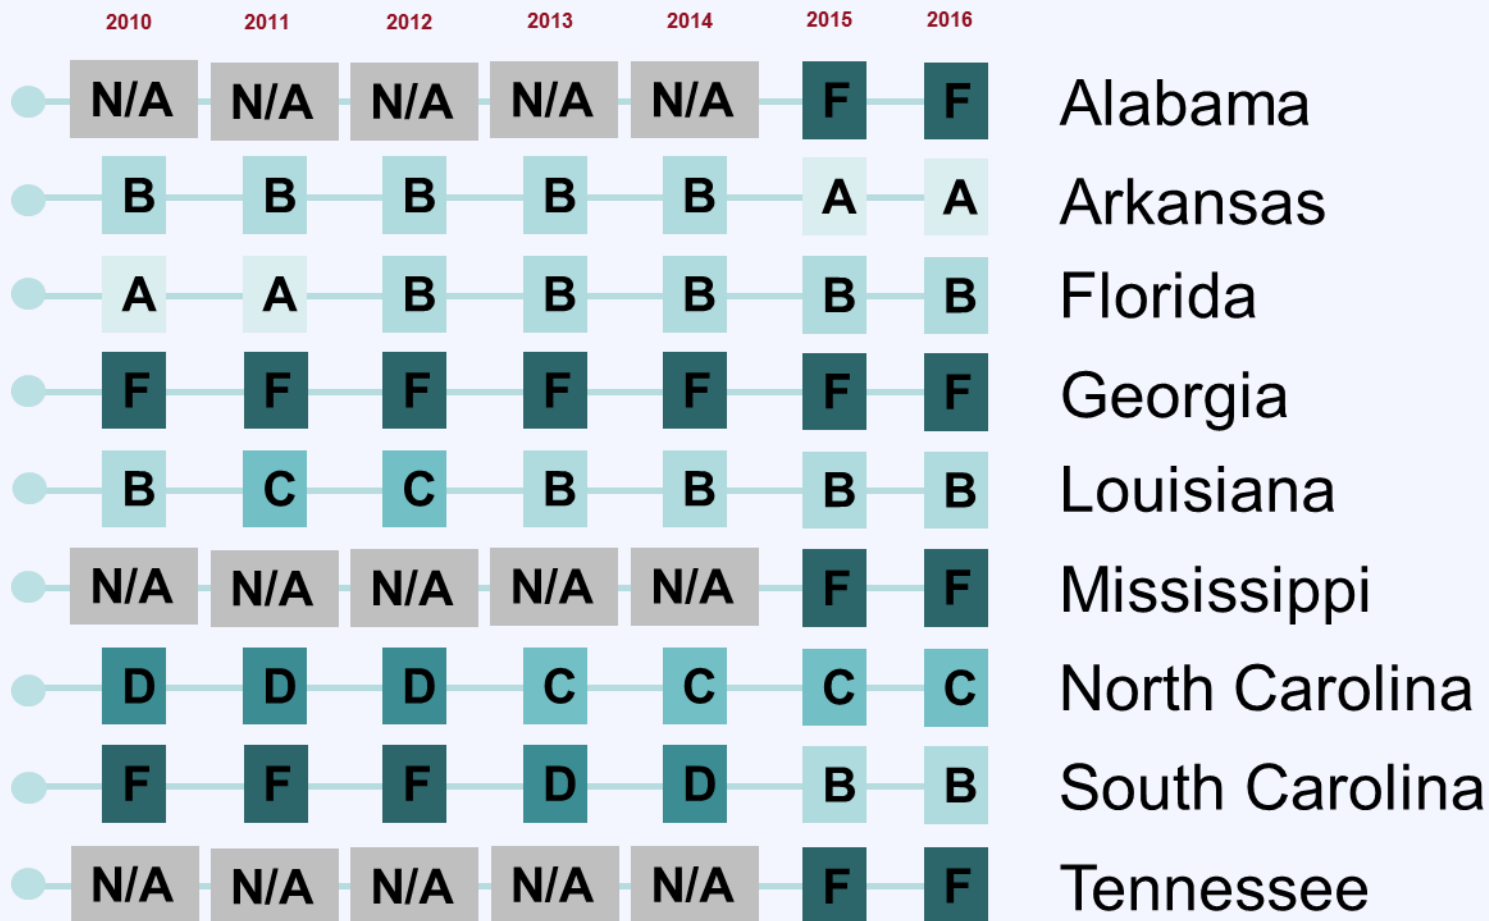 2010 2011 2012 2013 2014 2015 2016
N/A N/A N/A N/A N/A F F Alabama
B B B B B A A Arkansas
A A B B B B B Florida
F F F F F F F Georgia
B C C B B B B Louisiana
N/A N/A N/A N/A N/A F F Mississippi
D D D C C C C North Carolina
F F F D D B B South Carolina
N/A N/A N/A N/A N/A F F Tennessee